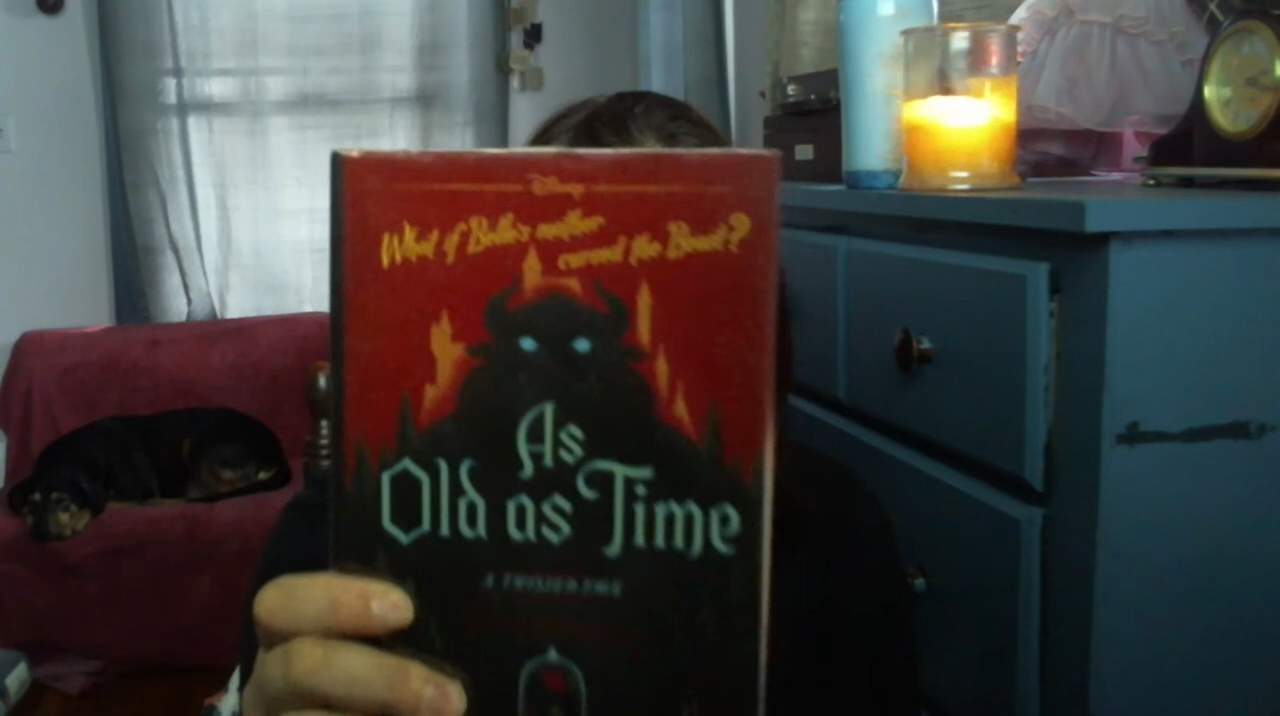 Disney
What if Belle's mother
cursed the Beast?
As
Old as Time
A TWISTED TALE